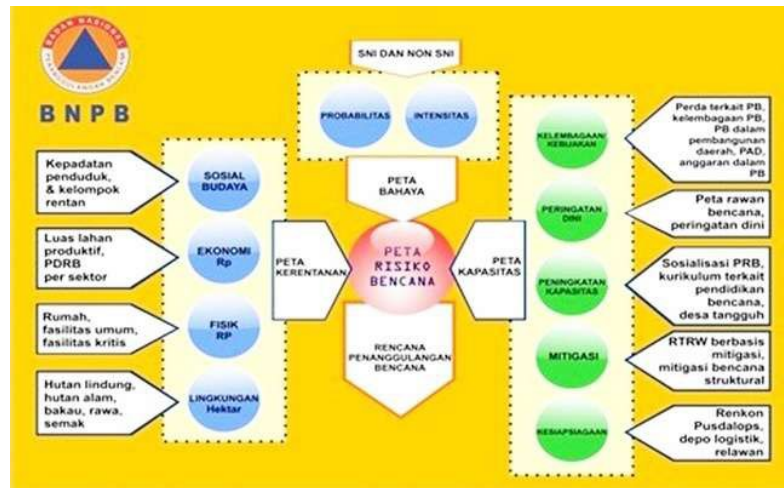 BADAN NASIONAL
PENANGGULANGAN BENCANA
BNPB
SNI DAN NON SNI
PROBABILITAS
INTENSITAS
PETA
BAHAYA
Kepadatan
penduduk,
& kelompok
rentan
SOSIAL
BUDAYA
Luas lahan
produktif,
PDRB
per sektor
EKONOMI
Rp
Rumah,
fasilitas umum,
fasilitas kritis
FISIK
RP
Hutan lindung,
hutan alam,
bakau, rawa,
semak
LINGKUNGAN
Hektar
PETA
KERENTANAN
PETA
RISIKO
BENCANA
PETA
KAPASITAS
RENCANA
PENANGGULANGAN
BENCANA
KELEMBAGAAN/
KEBIJAKAN
Perda terkait PB,
kelembagaan PB,
PB dalam
pembangunan
daerah, PAD,
anggaran dalam
PB
PERINGATAN
DINI
Peta rawan
bencana,
peringatan dini
PENINGKATAN
KAPASITAS
Sosialisasi PRB,
kurikulum terkait
pendidikan
bencana,
desa tangguh
MITIGASI
RTRW berbasis
mitigasi,
mitigasi bencana
struktural
KESIAPSIAGAAN
Renkon
Pusdalops,
depo logistik,
relawan